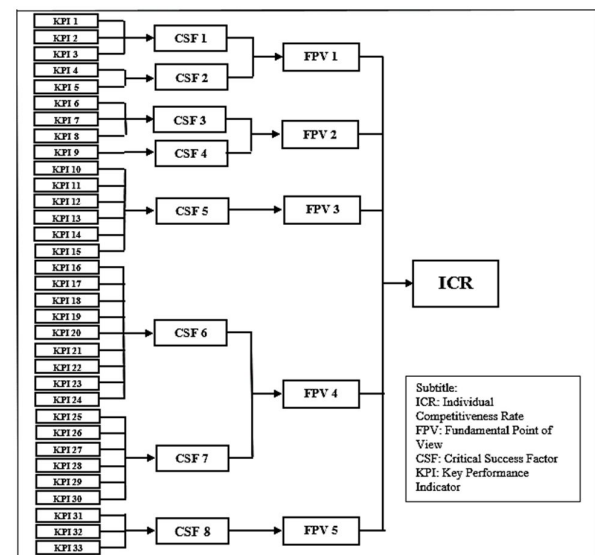 KPI 1
KPI 2
KPI 3
KPI 4
KPI 5
KPI 6
KPI 7
KPI 8
KPI 9
KPI 10
KPI 11
KPI 12
KPI 13
KPI 14
KPI 15
KPI 16
KPI 17
KPI 18
KPI 19
KPI 20
KPI 21
KPI 22
KPI 23
KPI 24
KPI 25
KPI 26
KPI 27
KPI 28
KPI 29
KPI 30
KPI 31
KPI 32
KPI 33
CSF 1
CSF 2
CSF 3
CSF 4
CSF 5
CSF 6
CSF 7
CSF 8
FPV 1
FPV 2
FPV 3
FPV 4
FPV 5
ICR
Subtitle:
ICR: Individual
Competitiveness Rate
FPV: Fundamental Point of
View
CSF: Critical Success Factor
KPI: Key Performance
Indicator